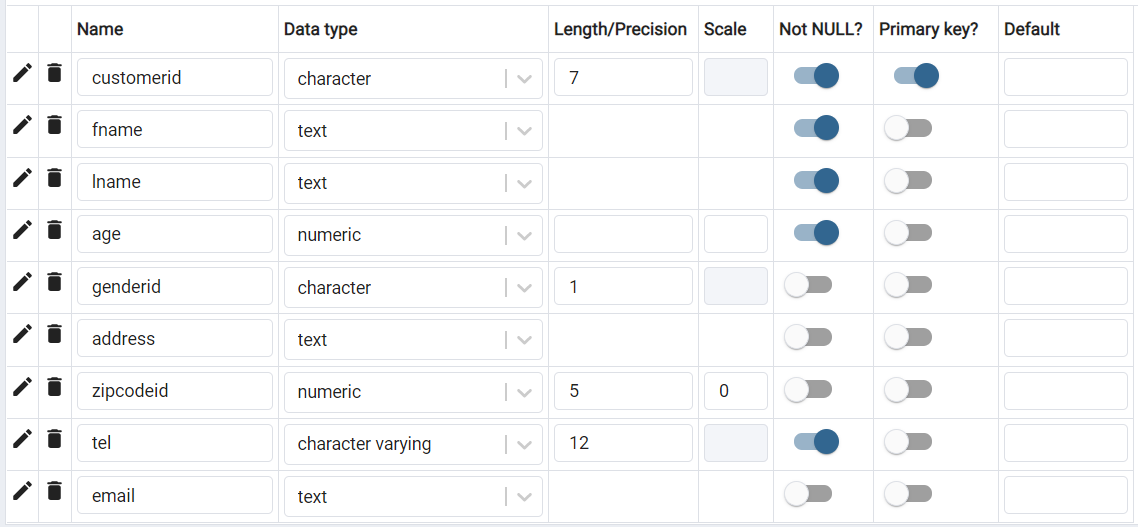 Name Data type Length/Precision Scale Not NULL? Primary key? Default
customerid character 7
fname text
lname text
age numeric
genderid character 1
address text
zipcodeid numeric 5 0
tel character varying 12
email text